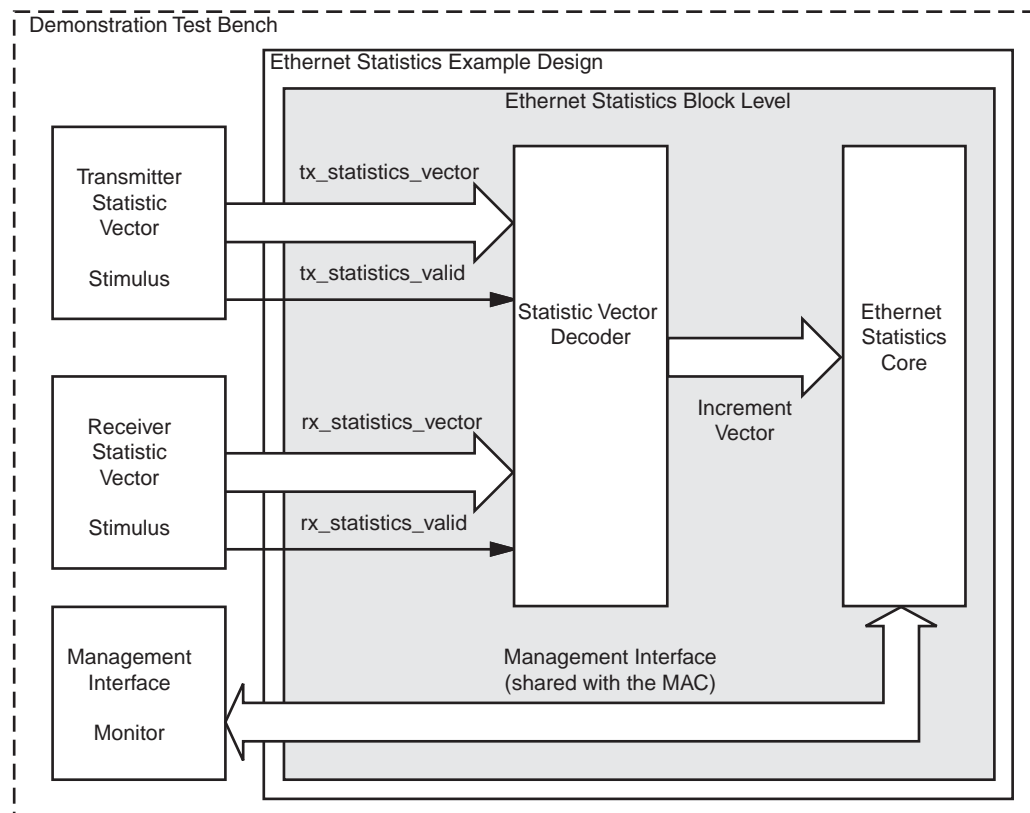 Demonstration Test Bench
Ethernet Statistics Example Design
Ethernet Statistics Block Level
Transmitter
Statistic
Vector
Stimulus
tx_statistics_vector
tx_statistics_valid
Statistic Vector
Decoder
Ethernet
Statistics
Core
Increment
Vector
Receiver
Statistic
Vector
Stimulus
rx_statistics_vector
rx_statistics_valid
Management
Interface
Monitor
Management Interface
(shared with the MAC)